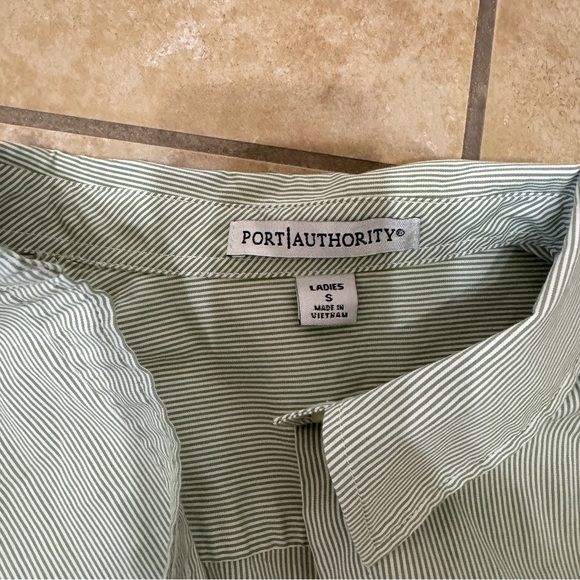 PORT|AUTHORITY®
LADIES
S
MADE IN
VIETNAM